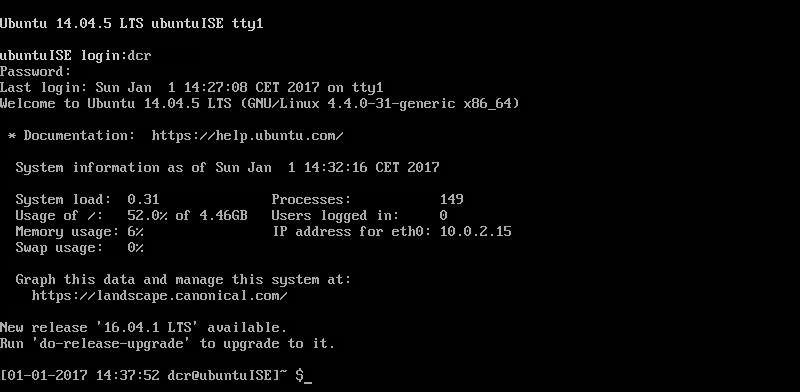 Ubuntu 14.04.5 LTS ubuntuISE tty1
ubuntuISE login:dcr
Password:
Last login: Sun Jan  1 14:27:08 CET 2017 on tty1
Welcome to Ubuntu 14.04.5 LTS (GNU/Linux 4.4.0-31-generic x86_64)
* Documentation:  https://help.ubuntu.com/
System information as of Sun Jan  1 14:32:16 CET 2017
System load:  0.31              Processes:           149
Usage of /:   52.0% of 4.46GB   Users logged in:     0
Memory usage: 6%                IP address for eth0: 10.0.2.15
Swap usage:   0%
Graph this data and manage this system at:
https://landscape.canonical.com/
New release '16.04.1 LTS' available.
Run 'do-release-upgrade' to upgrade to it.
[01-01-2017 14:37:52 dcr@ubuntuISE]~ $_